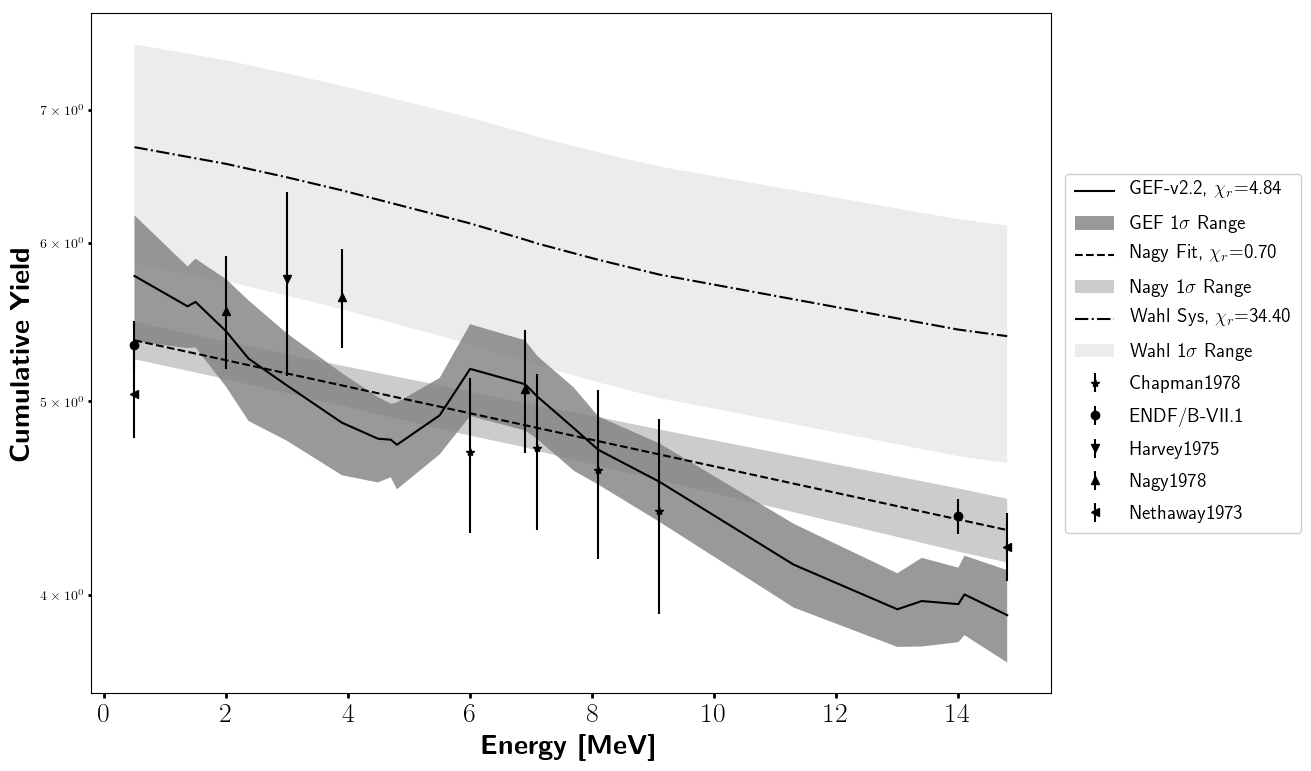 Cumulative Yield
7 × 10⁰
6 × 10⁰
5 × 10⁰
4 × 10⁰
0 2 4 6 8 10 12 14
Energy [MeV]
GEF-v2.2, χᵣ=4.84
GEF 1σ Range
Nagy Fit, χᵣ=0.70
Nagy 1σ Range
Wahl Sys, χᵣ=34.40
Wahl 1σ Range
Chapman1978
ENDF/B-VII.1
Harvey1975
Nagy1978
Nethaway1973